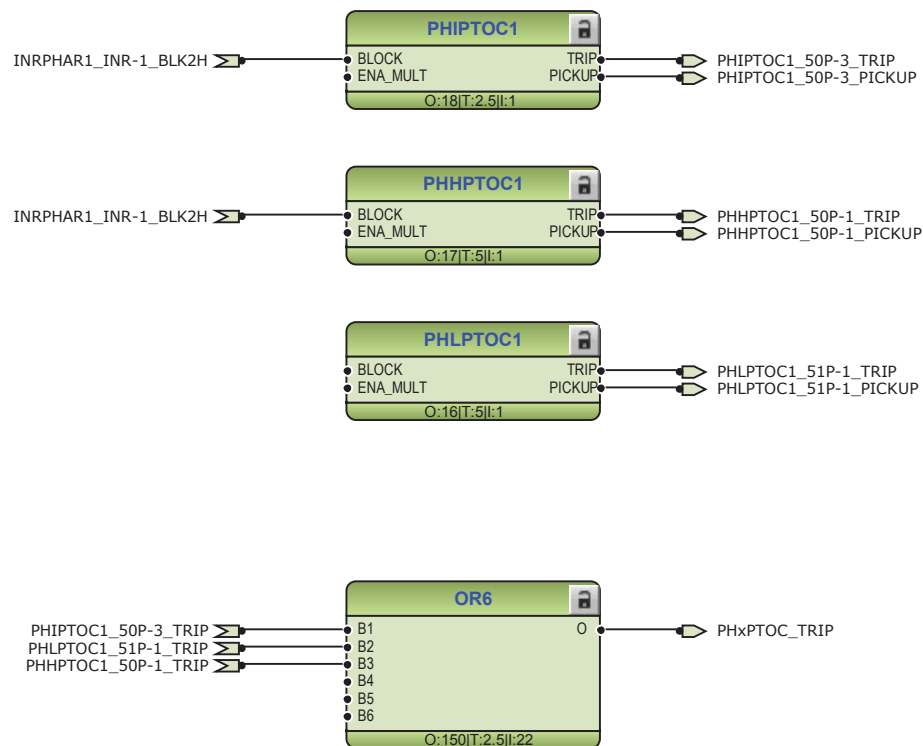 PHIPTOC1
INRPHAR1_INR-1_BLK2H
BLOCK
TRIP
PHIPTOC1_50P-3_TRIP
ENA_MULT
PICKUP
PHIPTOC1_50P-3_PICKUP
O:18|T:2.5|I:1
PHHPTOC1
INRPHAR1_INR-1_BLK2H
BLOCK
TRIP
PHHPTOC1_50P-1_TRIP
ENA_MULT
PICKUP
PHHPTOC1_50P-1_PICKUP
O:17|T:5|I:1
PHLPTOC1
BLOCK
TRIP
PHLPTOC1_51P-1_TRIP
ENA_MULT
PICKUP
PHLPTOC1_51P-1_PICKUP
O:16|T:5|I:1
OR6
PHIPTOC1_50P-3_TRIP
B1
O
PHxPTOC_TRIP
PHLPTOC1_51P-1_TRIP
B2
PHHPTOC1_50P-1_TRIP
B3
B4
B5
B6
O:150|T:2.5|I:22